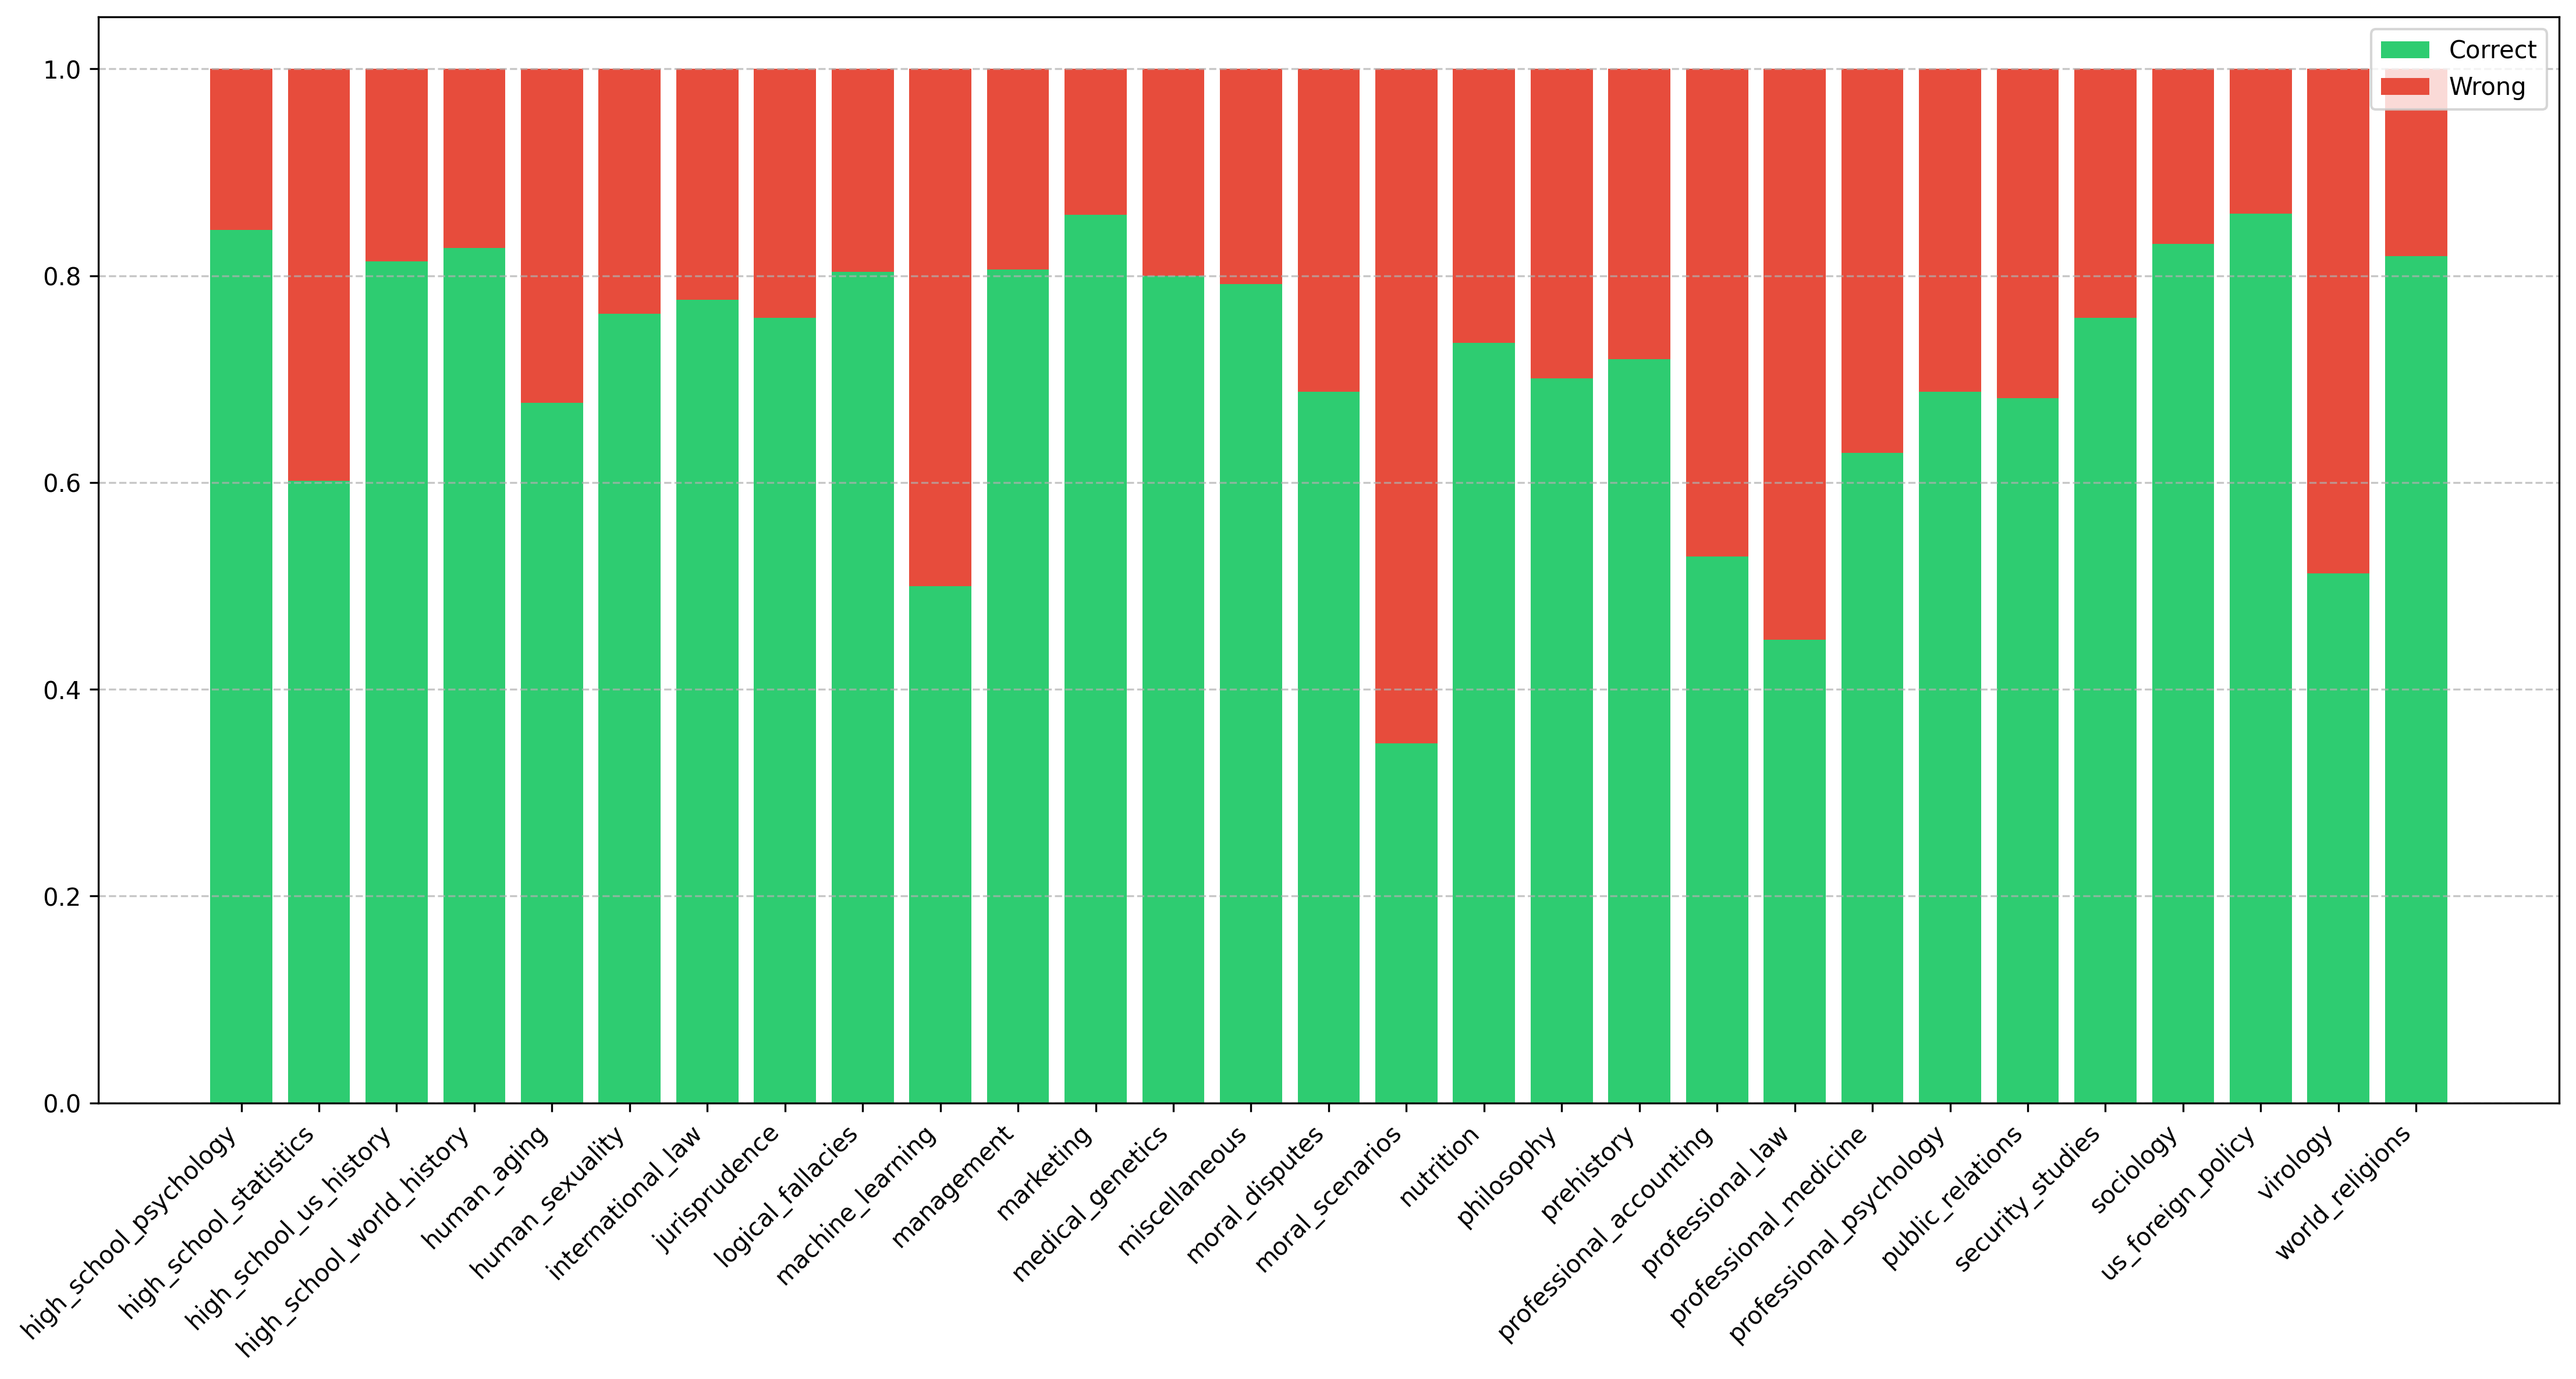 Correct
Wrong
1.0
0.8
0.6
0.4
0.2
0.0
high_school_psychology
high_school_statistics
high_school_us_history
high_school_world_history
human_aging
human_sexuality
international_law
jurisprudence
logical_fallacies
machine_learning
management
marketing
medical_genetics
miscellaneous
moral_disputes
moral_scenarios
nutrition
philosophy
prehistory
professional_accounting
professional_law
professional_medicine
professional_psychology
public_relations
security_studies
sociology
us_foreign_policy
virology
world_religions